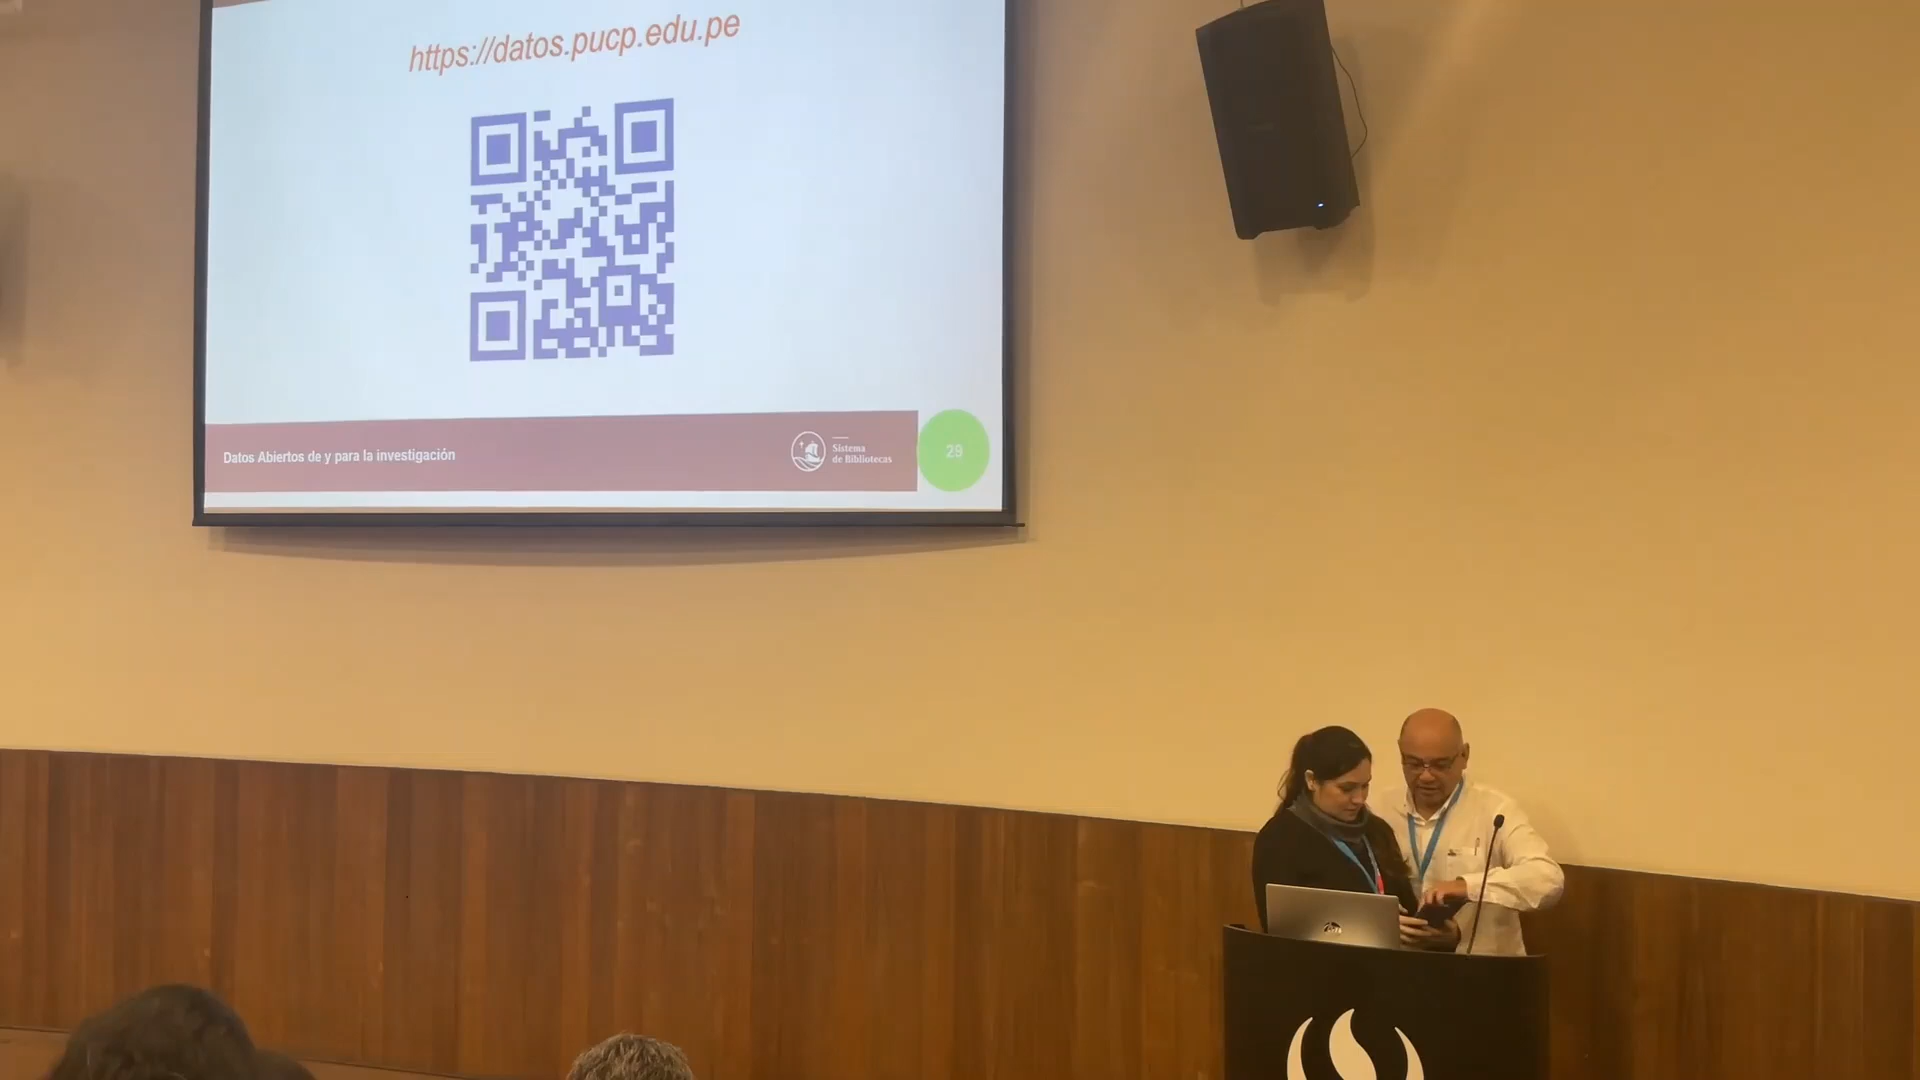 https://datos.pucp.edu.pe
Datos Abiertos de y para la investigación
Sistema
de Bibliotecas
29